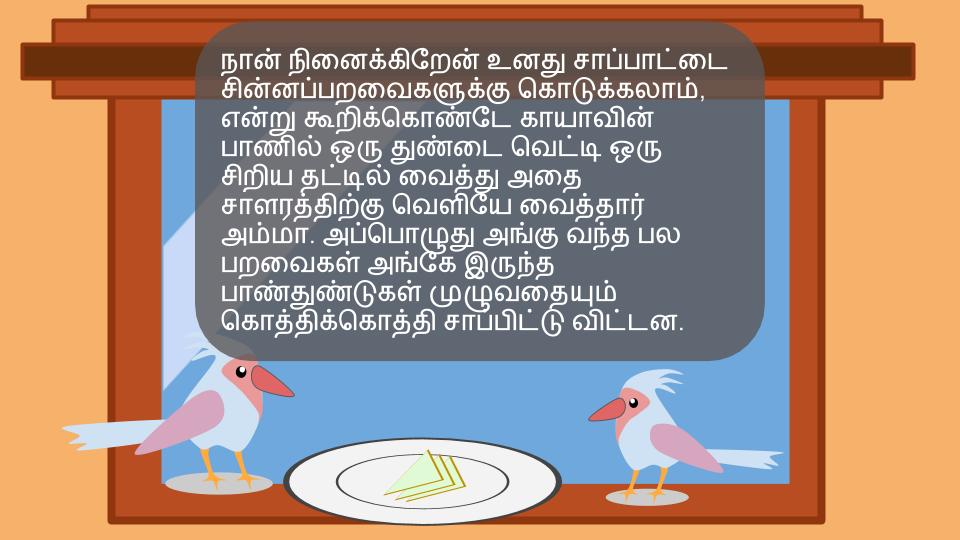 நான் நினைக்கிறேன் உனது சாப்பாட்டை
சின்னப்பறவைகளுக்கு கொடுக்கலாம்,
என்று கூறிக்கொண்டே காயாவின்
பாணில் ஒரு துண்டை வெட்டி ஒரு
சிறிய தட்டில் வைத்து அதை
சாளரத்திற்கு வெளியே வைத்தார்
அம்மா. அப்பொழுது அங்கு வந்த பல
பறவைகள் அங்கே இருந்த
பாண்துண்டுகள் முழுவதையும்
கொத்திக்கொத்தி சாப்பிட்டு விட்டன.